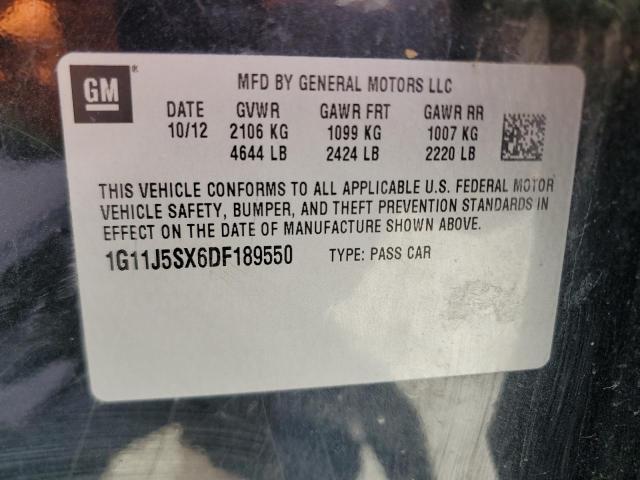 GM ®
MFD BY GENERAL MOTORS LLC
DATE GVWR GAWR FRT GAWR RR
10/12 2106 KG 1099 KG 1007 KG
4644 LB 2424 LB 2220 LB
THIS VEHICLE CONFORMS TO ALL APPLICABLE U.S. FEDERAL MOTOR
VEHICLE SAFETY, BUMPER, AND THEFT PREVENTION STANDARDS IN
EFFECT ON THE DATE OF MANUFACTURE SHOWN ABOVE.
1G11J5SX6DF189550 TYPE: PASS CAR